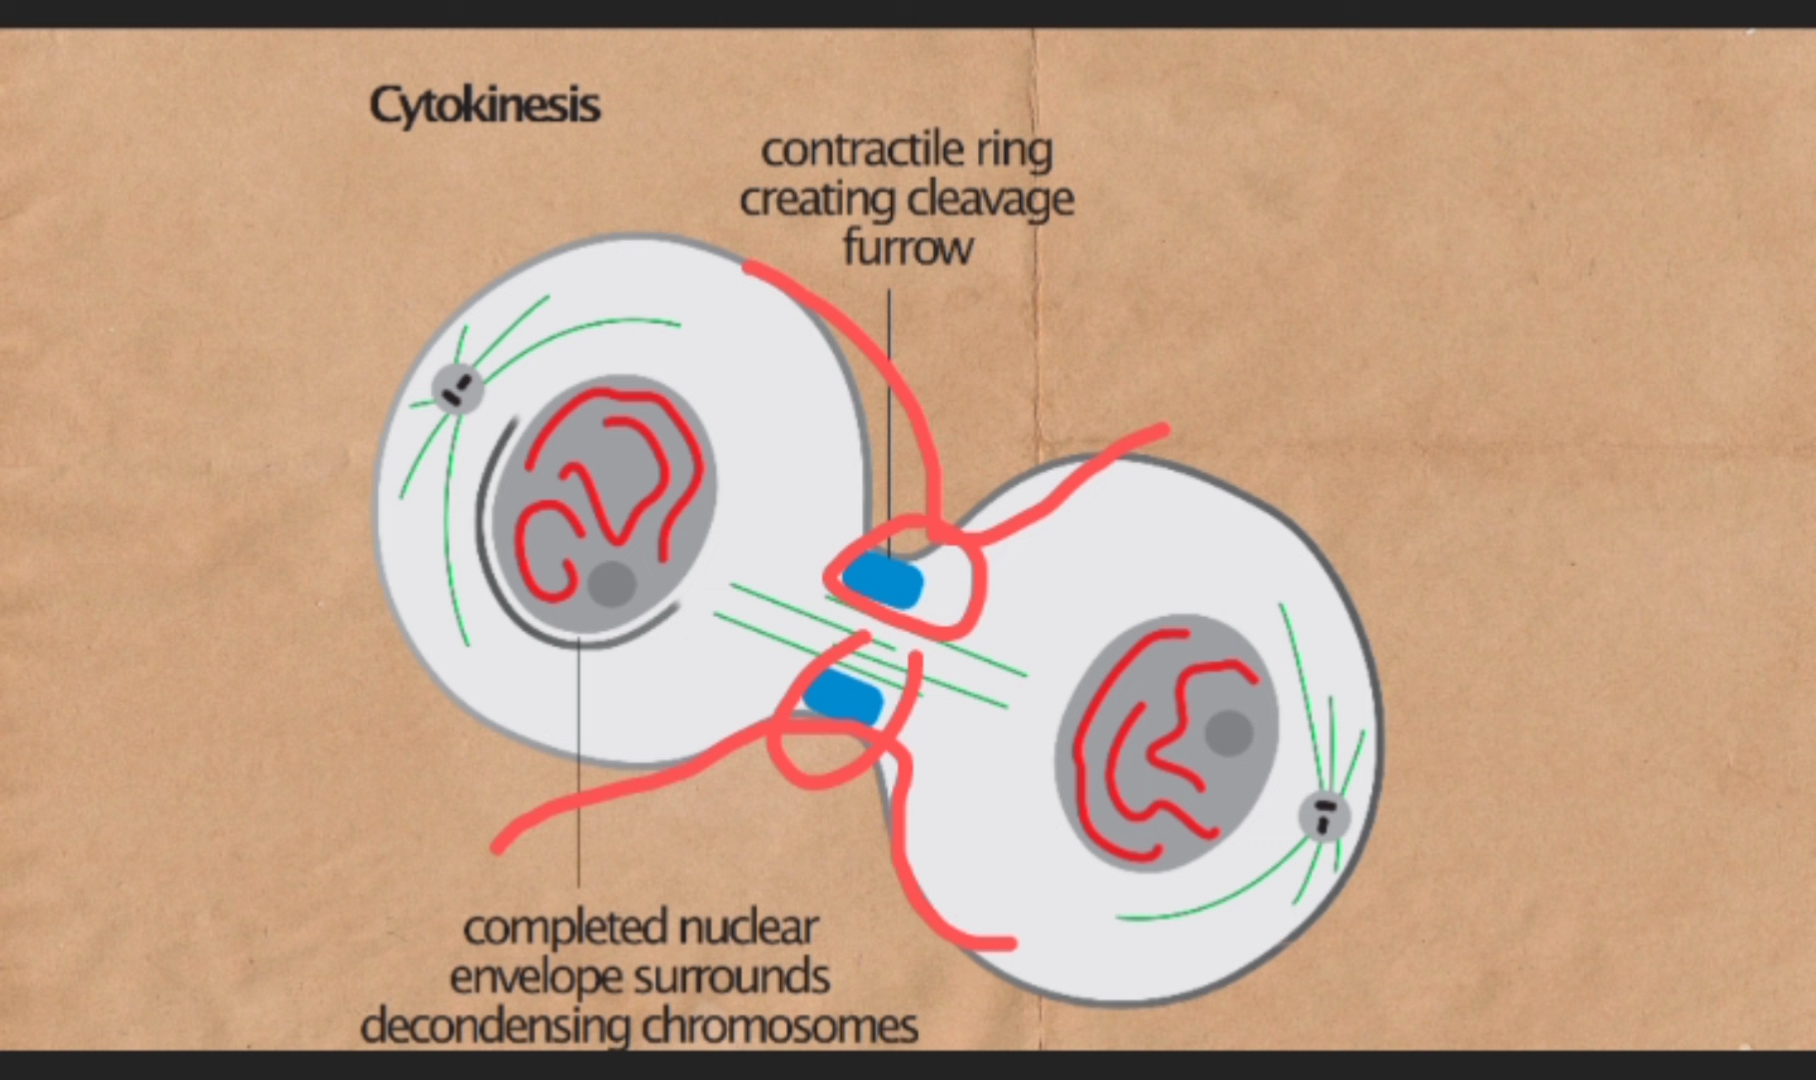 Cytokinesis
contractile ring
creating cleavage
furrow
completed nuclear
envelope surrounds
decondensing chromosomes